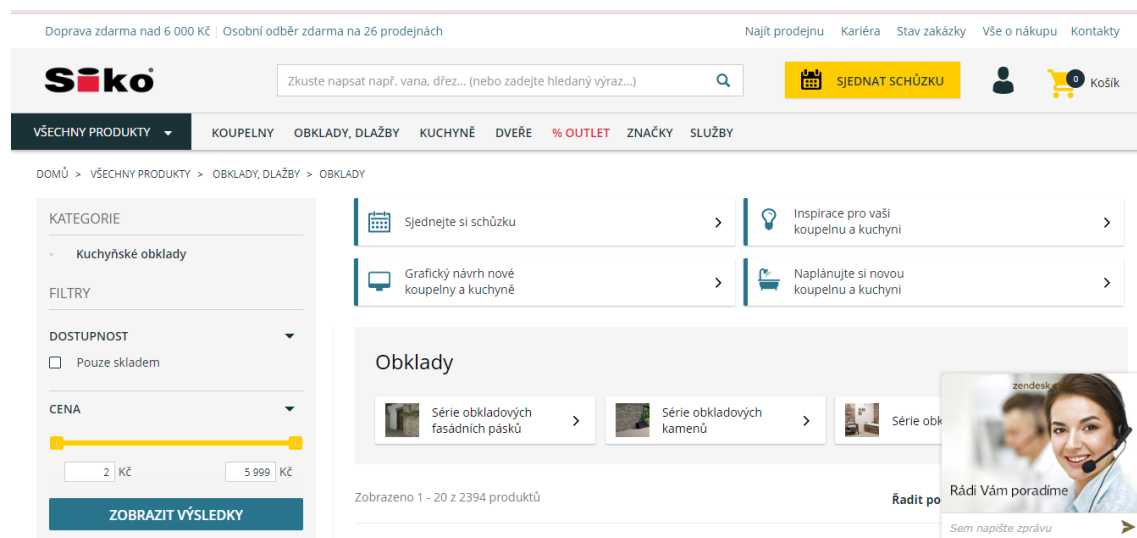 Doprava zdarma nad 6 000 Kč | Osobní odběr zdarma na 26 prodejnách
Najít prodejnu Kariéra Stav zakázky Vše o nákupu Kontakty
Siko
Zkuste napsat např. vana, dřez... (nebo zadejte hledaný výraz...)
SJEDNAT SCHŮZKU
0
Košík
VŠECHNY PRODUKTY
KOUPELNY OBKLADY, DLAŽBY KUCHYNĚ DVEŘE % OUTLET ZNAČKY SLUŽBY
DOMŮ > VŠECHNY PRODUKTY > OBKLADY, DLAŽBY > OBKLADY
KATEGORIE
- Kuchyňské obklady
FILTRY
DOSTUPNOST
Pouze skladem
CENA
2 Kč
5 999 Kč
ZOBRAZIT VÝSLEDKY
Sjednejte si schůzku
Inspirace pro vaši
koupelnu a kuchyni
Grafický návrh nové
koupelny a kuchyně
Naplánujte si novou
koupelnu a kuchyni
Obklady
Série obkladových
fasádních pásků
Série obkladových
kamenů
Série obk
Zobrazeno 1 - 20 z 2394 produktů
Řadit po
zendesk
Rádi Vám poradíme
Sem napište zprávu